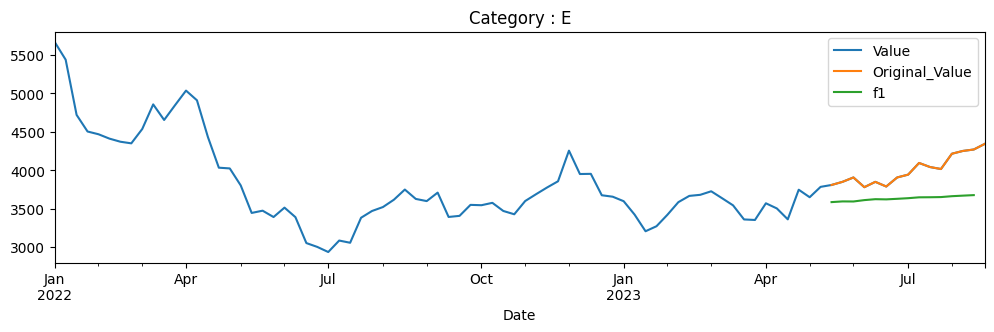 Category : E
Value
Original_Value
f1
5500
5000
4500
4000
3500
3000
Jan
2022
Apr
Jul
Oct
Jan
2023
Apr
Jul
Date